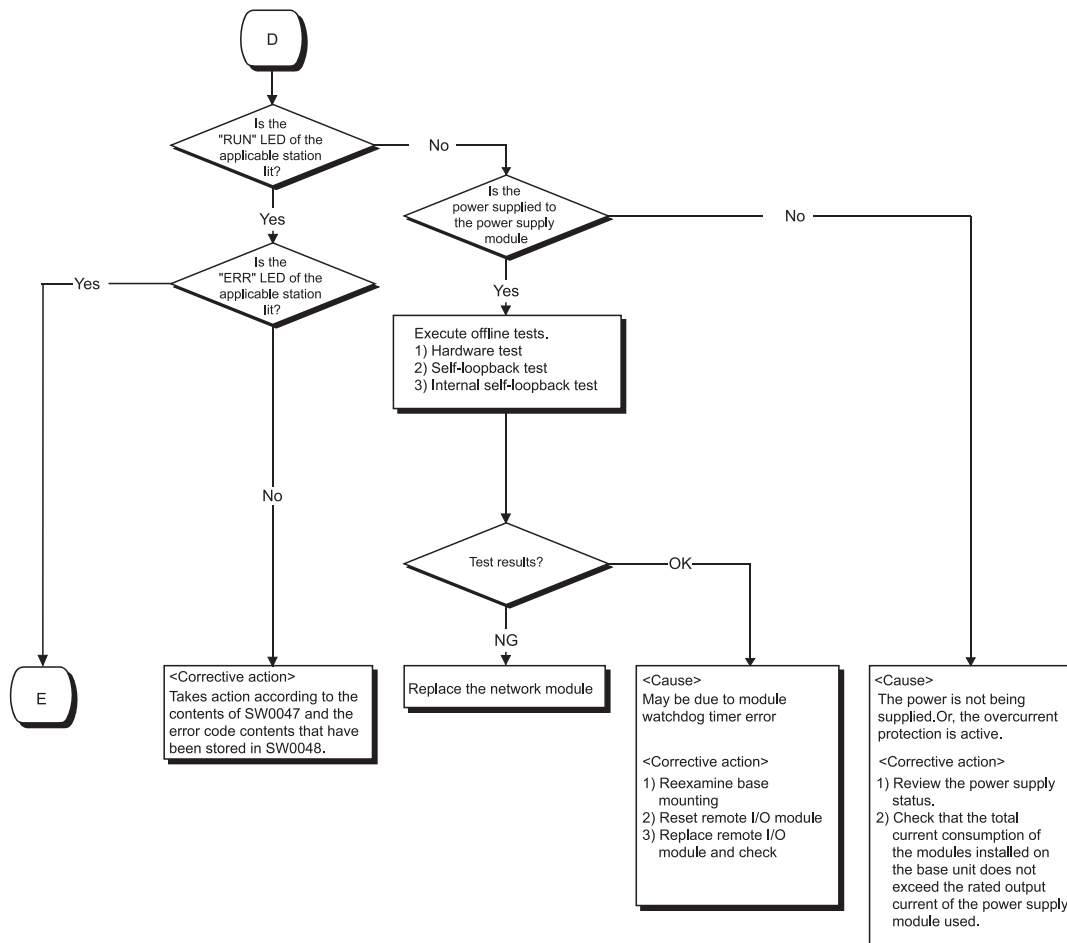 D
Is the
"RUN" LED of the
applicable station
lit?
No
Is the
power supplied to
the power supply
module
No
Yes
Is the
"ERR" LED of the
applicable station
lit?
Yes
Yes
Execute offline tests.
1) Hardware test
2) Self-loopback test
3) Internal self-loopback test
No
Test results?
OK
NG
E
<Corrective action>
Takes action according to the
contents of SW0047 and the
error code contents that have
been stored in SW0048.
Replace the network module
<Cause>
May be due to module
watchdog timer error
<Corrective action>
1) Reexamine base
mounting
2) Reset remote I/O module
3) Replace remote I/O
module and check
<Cause>
The power is not being
supplied.Or, the overcurrent
protection is active.
<Corrective action>
1) Review the power supply
status.
2) Check that the total
current consumption of
the modules installed on
the base unit does not
exceed the rated output
current of the power supply
module used.